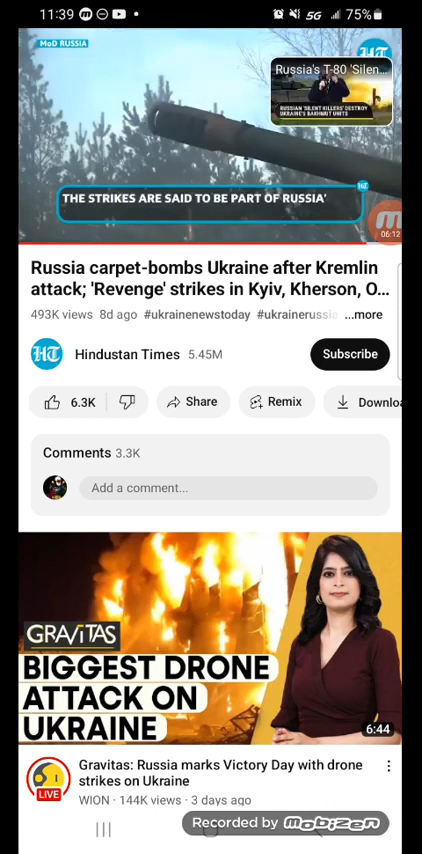 11:39
5G
75%
MoD RUSSIA
HT
Russia's T-80 'Silen...
RUSSIAN 'SILENT KILLERS' DESTROY
UKRAINE'S BAKHMUT UNITS
HT
THE STRIKES ARE SAID TO BE PART OF RUSSIA'
06:12
Russia carpet-bombs Ukraine after Kremlin
attack; 'Revenge' strikes in Kyiv, Kherson, O...
493K views 8d ago #ukrainenewstoday #ukrainerussia ...more
HT Hindustan Times 5.45M Subscribe
6.3K Share Remix Downloa
Comments 3.3K
Add a comment...
GRAVITAS
BIGGEST DRONE
ATTACK ON
UKRAINE
6:44
Gravitas: Russia marks Victory Day with drone
strikes on Ukraine
LIVE
WION · 144K views · 3 days ago
Recorded by MOBIZEN